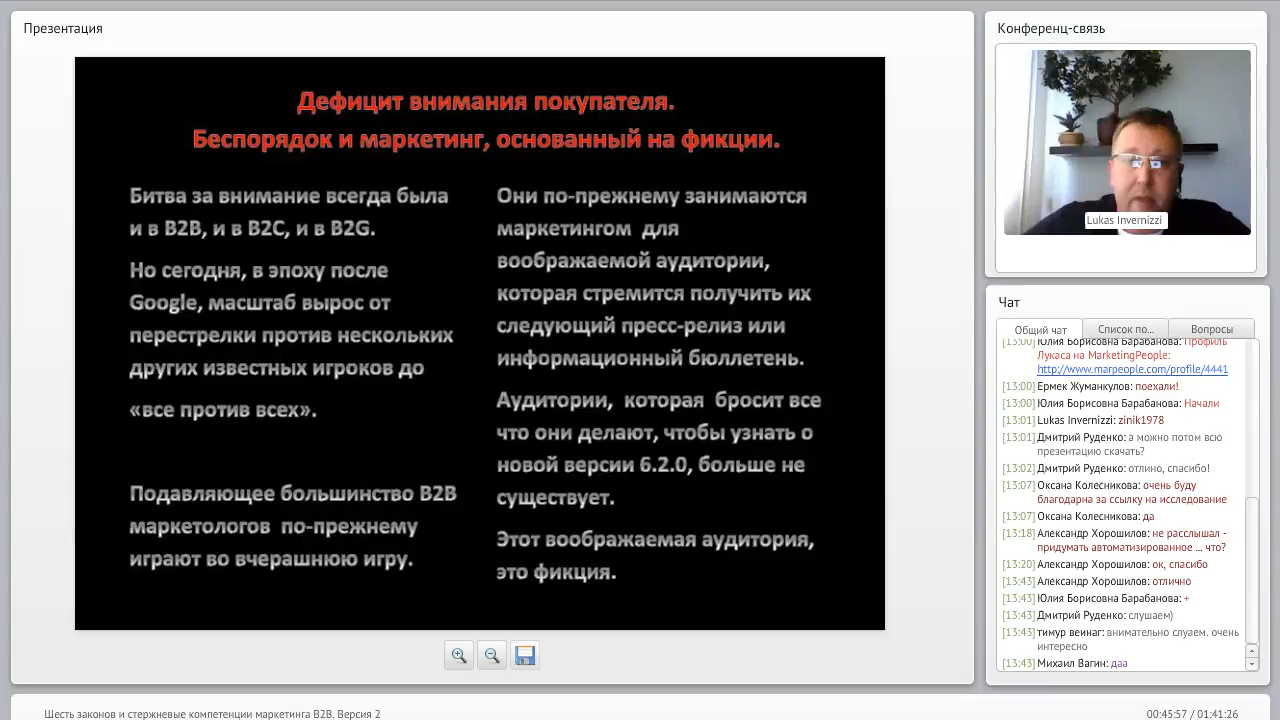 Презентация
Дефицит внимания покупателя.
Беспорядок и маркетинг, основанный на фикции.
Битва за внимание всегда была
и в B2B, и в B2C, и в B2G.
Но сегодня, в эпоху после
Google, масштаб вырос от
перестрелки против нескольких
других известных игроков до
«все против всех».
Подавляющее большинство B2B
маркетологов по-прежнему
играют во вчерашнюю игру.
Они по-прежнему занимаются
маркетингом для
воображаемой аудитории,
которая стремится получить их
следующий пресс-релиз или
информационный бюллетень.
Аудитории, которая бросит все
что они делают, чтобы узнать о
новой версии 6.2.0, больше не
существует.
Этот воображаемая аудитория,
это фикция.
Конференц-связь
Lukas Invernizzi
Чат
Общий чат
Список по...
Вопросы
[13:00] Юлия Борисовна Барабанова: Профиль
Лукаса на MarketingPeople:
http://www.marpeople.com/profile/4441
[13:00] Ермек Жуманкулов: поехали!
[13:00] Юлия Борисовна Барабанова: Начали
[13:01] Lukas Invernizzi: zinik1978
[13:01] Дмитрий Руденко: а можно потом всю
презентацию скачать?
[13:02] Дмитрий Руденко: отлино, спасибо!
[13:07] Оксана Колесникова: очень буду
благодарна за ссылку на исследование
[13:07] Оксана Колесникова: да
[13:18] Александр Хорошилов: не расслышал -
придумать автоматизированное ... что?
[13:20] Александр Хорошилов: ок, спасибо
[13:43] Александр Хорошилов: отлично
[13:43] Юлия Борисовна Барабанова: +
[13:43] Дмитрий Руденко: слушаем)
[13:43] тимур веинаг: внимательно слуаем. очень
интересно
[13:43] Михаил Вагин: даа
Шесть законов и стержневые компетенции маркетинга B2B. Версия 2
00:45:57 / 01:41:26